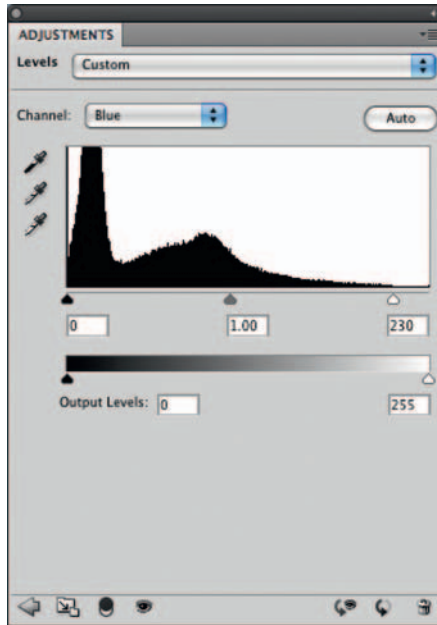 ADJUSTMENTS
Levels Custom
Channel: Blue Auto
0 1.00 230
Output Levels: 0 255